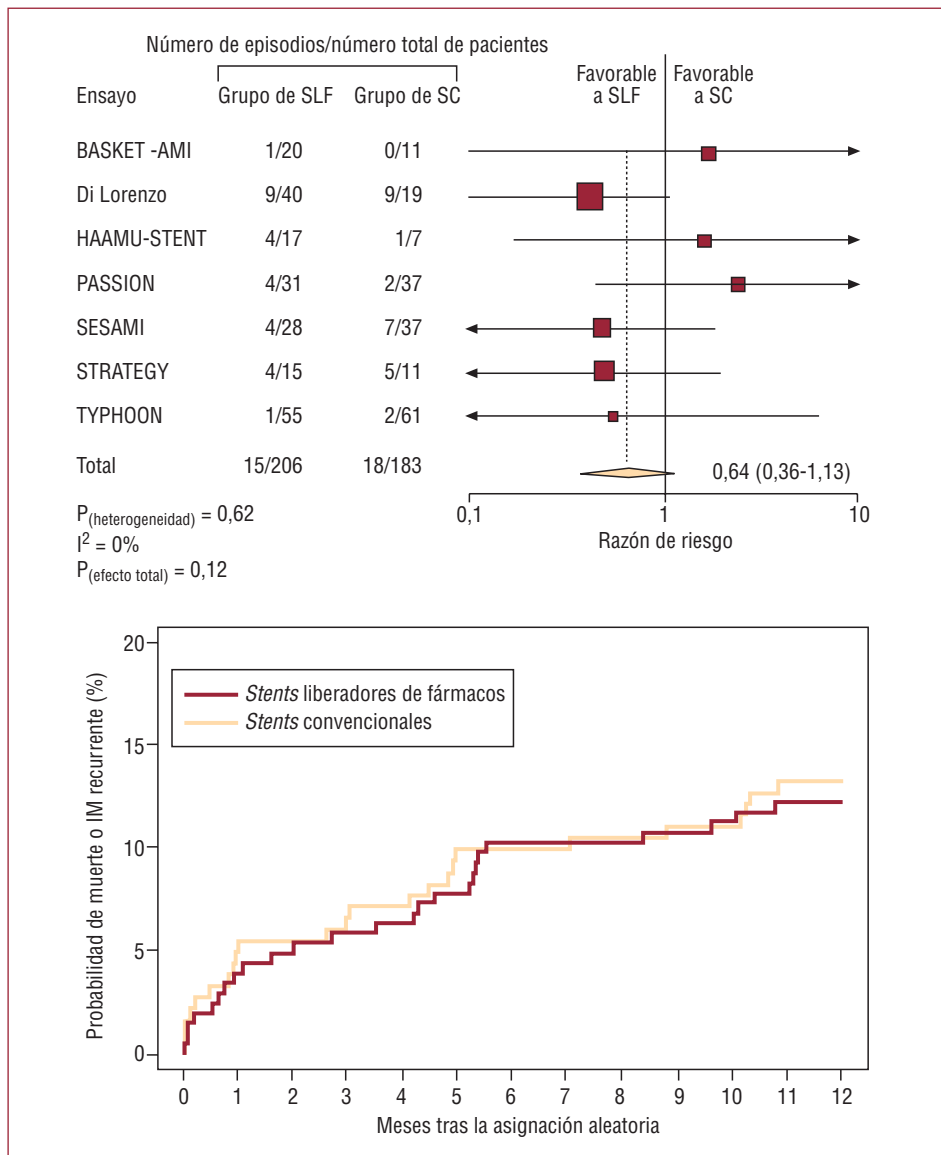 Número de episodios/número total de pacientes
Ensayo Grupo de SLF Grupo de SC Favorable a SLF Favorable a SC
BASKET -AMI 1/20 0/11
Di Lorenzo 9/40 9/19
HAAMU-STENT 4/17 1/7
PASSION 4/31 2/37
SESAMI 4/28 7/37
STRATEGY 4/15 5/11
TYPHOON 1/55 2/61
Total 15/206 18/183 0,64 (0,36-1,13)
0,1 1 10
Razón de riesgo
P(heterogeneidad) = 0,62
I2 = 0%
P(efecto total) = 0,12
Probabilidad de muerte o IM recurrente (%)
20
15
10
5
0
Stents liberadores de fármacos
Stents convencionales
0 1 2 3 4 5 6 7 8 9 10 11 12
Meses tras la asignación aleatoria